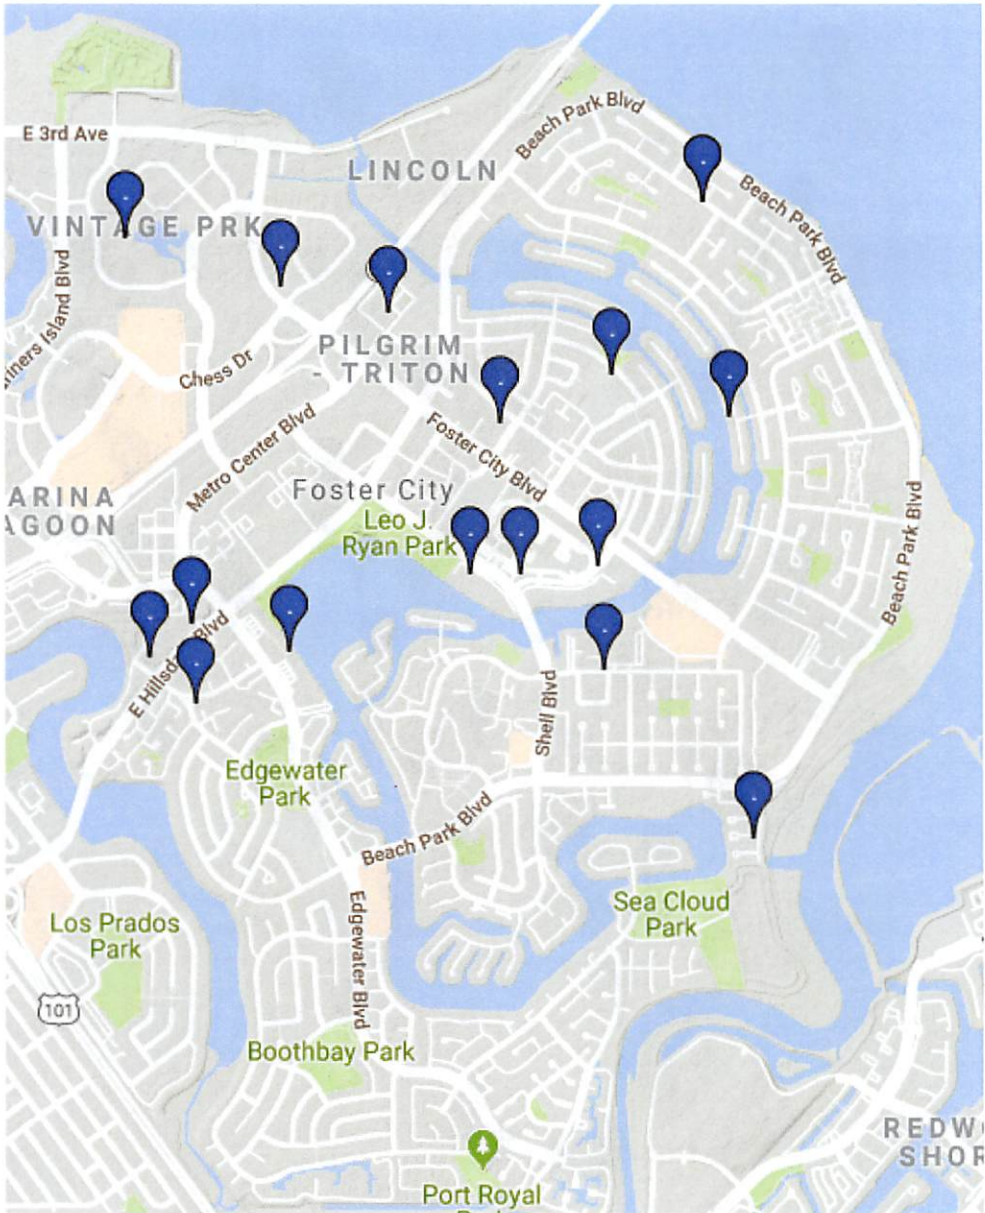 E 3rd Ave
Beach Park Blvd
LINCOLN
Beach Park Blvd
VINTAGE PRK
riners Island Blvd
PILGRIM
- TRITON
Chess Dr
Metro Center Blvd
Foster City Blvd
ARINA
AGOON
Foster City
Leo J.
Ryan Park
Beach Park Blvd
E Hillsd
Blvd
Shell Blvd
Edgewater
Park
Beach Park Blvd
Edgewater Blvd
Sea Cloud
Park
Los Prados
Park
101
Boothbay Park
REDW
SHOR
Port Royal